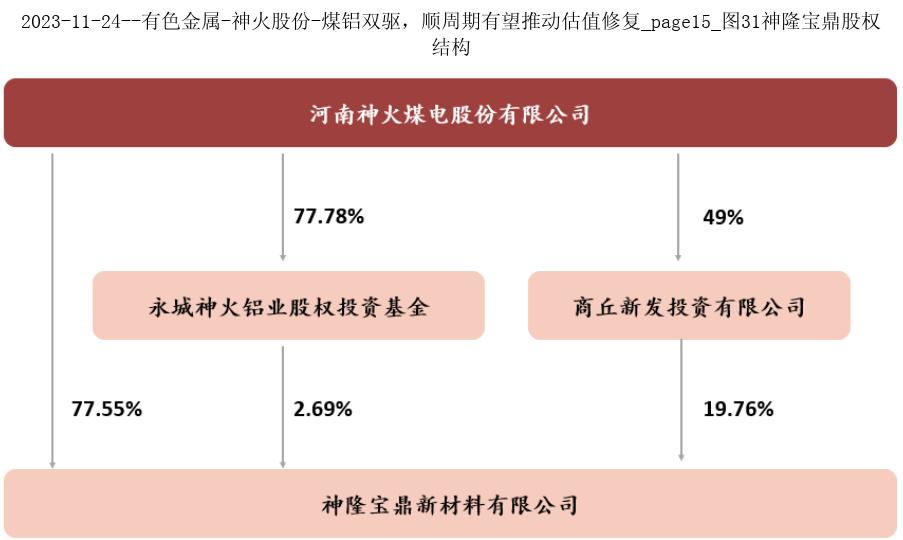 2023-11-24--有色金属-神火股份-煤铝双驱，顺周期有望推动估值修复_page15_图31神隆宝鼎股权
结构
河南神火煤电股份有限公司
77.78%
49%
永城神火铝业股权投资基金
商丘新发投资有限公司
77.55%
2.69%
19.76%
神隆宝鼎新材料有限公司